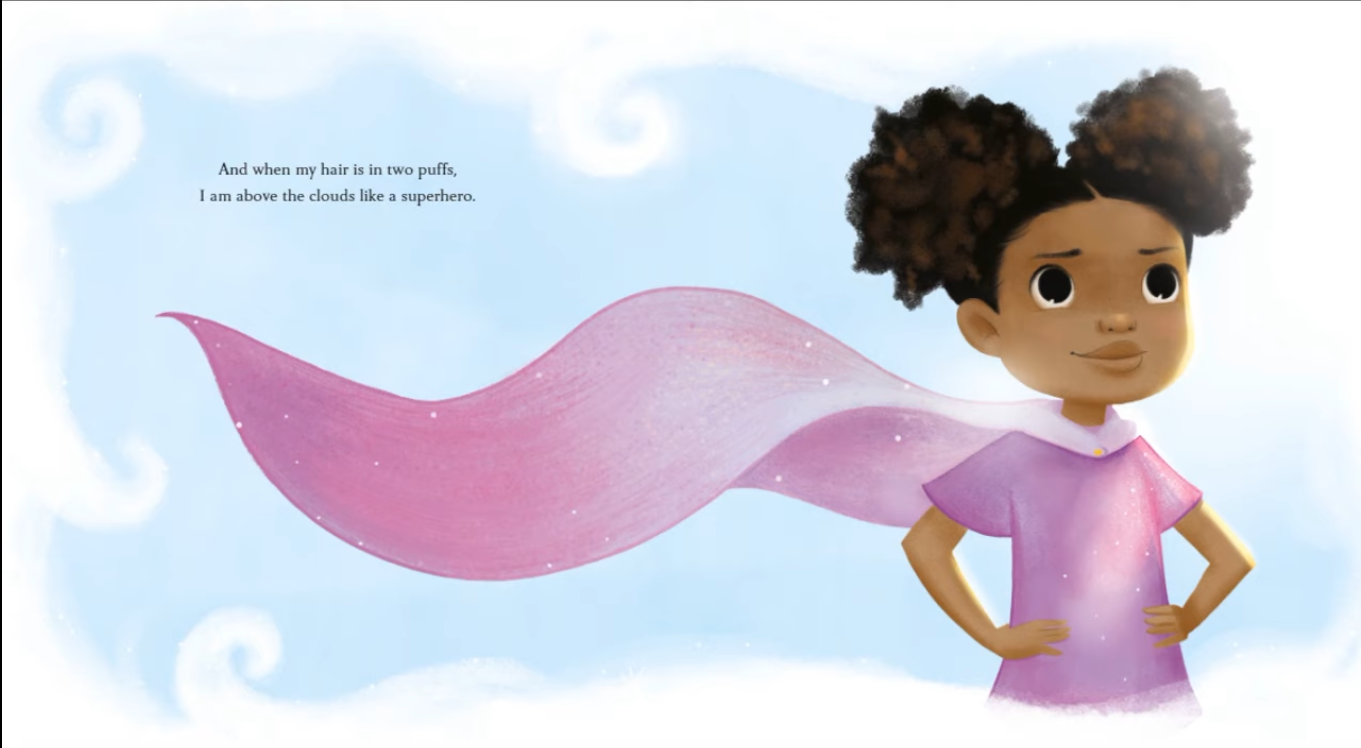 And when my hair is in two puffs,
I am above the clouds like a superhero.